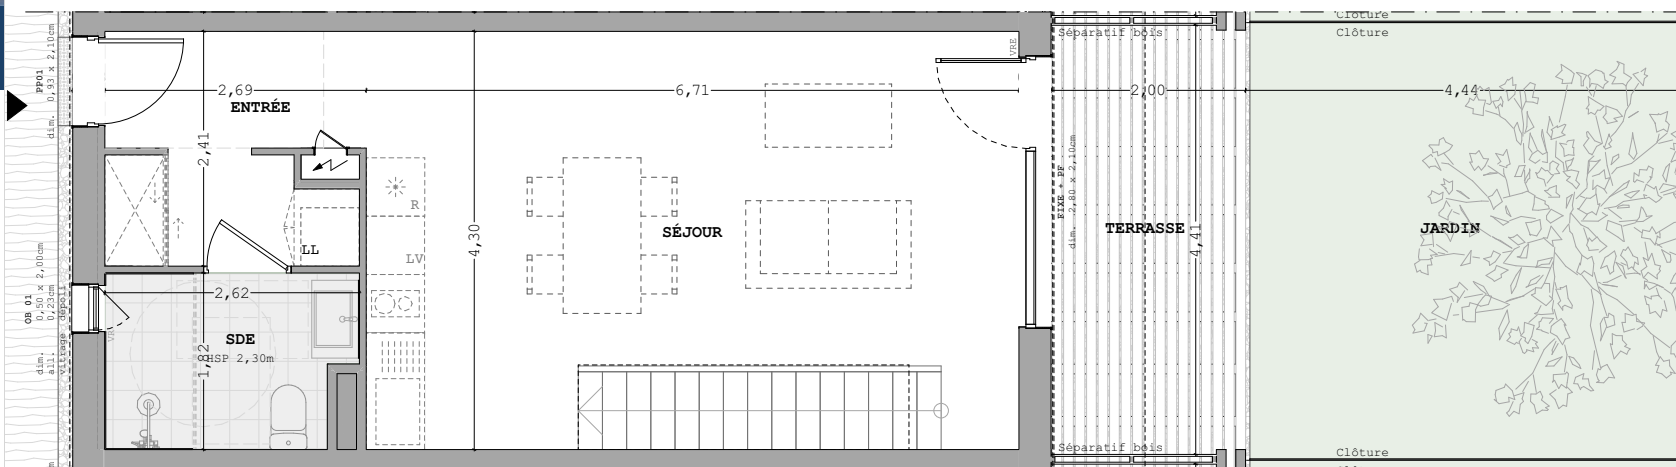 Clôture
Séparatif bois
Clôture
VRE
PP01
dim. 0,93 x 2,10cm
2,69
6,71
2,00
4,44
ENTRÉE
2,41
FIXE + PF
dim. 2,80 x 2,10cm
R
SÉJOUR
TERRASSE
JARDIN
4,30
4,41
LL
LV
OB 01
dim. 0,50 x 2,00cm
all. 0,23cm
vitrage dépoli
2,62
SDE
HSP 2,30m
1,82
Séparatif bois
Clôture